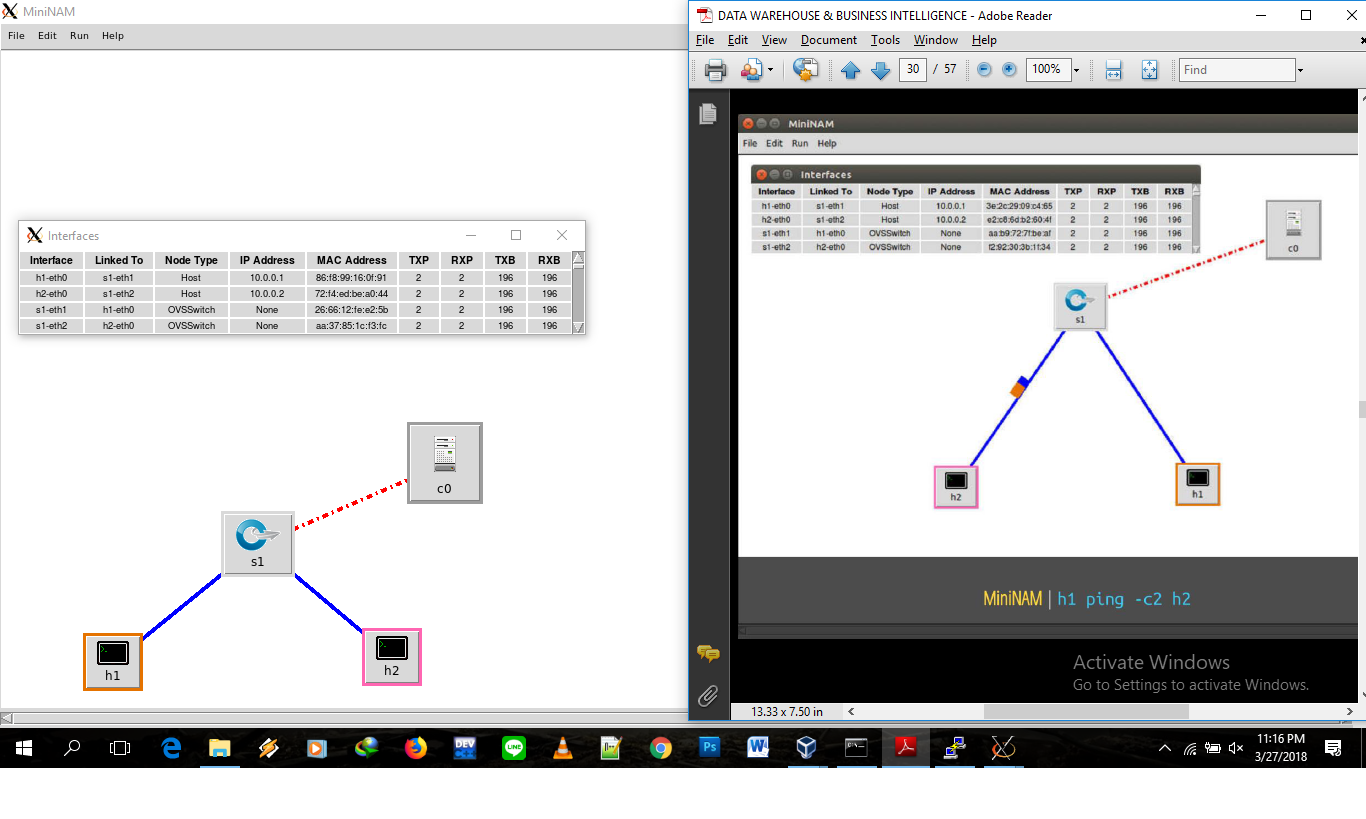 MiniNAM
File Edit Run Help
Interfaces
Interface Linked To Node Type IP Address MAC Address TXP RXP TXB RXB
h1-eth0 s1-eth1 Host 10.0.0.1 86:f8:99:16:0f:91 2 2 196 196
h2-eth0 s1-eth2 Host 10.0.0.2 72:f4:ed:be:a0:44 2 2 196 196
s1-eth1 h1-eth0 OVSSwitch None 26:66:12:fe:e2:5b 2 2 196 196
s1-eth2 h2-eth0 OVSSwitch None aa:37:85:1c:f3:fc 2 2 196 196
c0
s1
h1
h2
DATA WAREHOUSE & BUSINESS INTELLIGENCE - Adobe Reader
File Edit View Document Tools Window Help
30 / 57 100% Find
MiniNAM
File Edit Run Help
Interfaces
Interface Linked To Node Type IP Address MAC Address TXP RXP TXB RXB
h1-eth0 s1-eth1 Host 10.0.0.1 3e:2c:29:09:c4:65 2 2 196 196
h2-eth0 s1-eth2 Host 10.0.0.2 e2:c8:6d:b2:60:4f 2 2 196 196
s1-eth1 h1-eth0 OVSSwitch None aa:b9:72:7f:be:af 2 2 196 196
s1-eth2 h2-eth0 OVSSwitch None f2:92:30:3b:1f:34 2 2 196 196
c0
s1
h2
h1
MiniNAM | h1 ping -c2 h2
Activate Windows
Go to Settings to activate Windows.
13.33 x 7.50 in
DEV
LINE
Ps
W
11:16 PM
3/27/2018